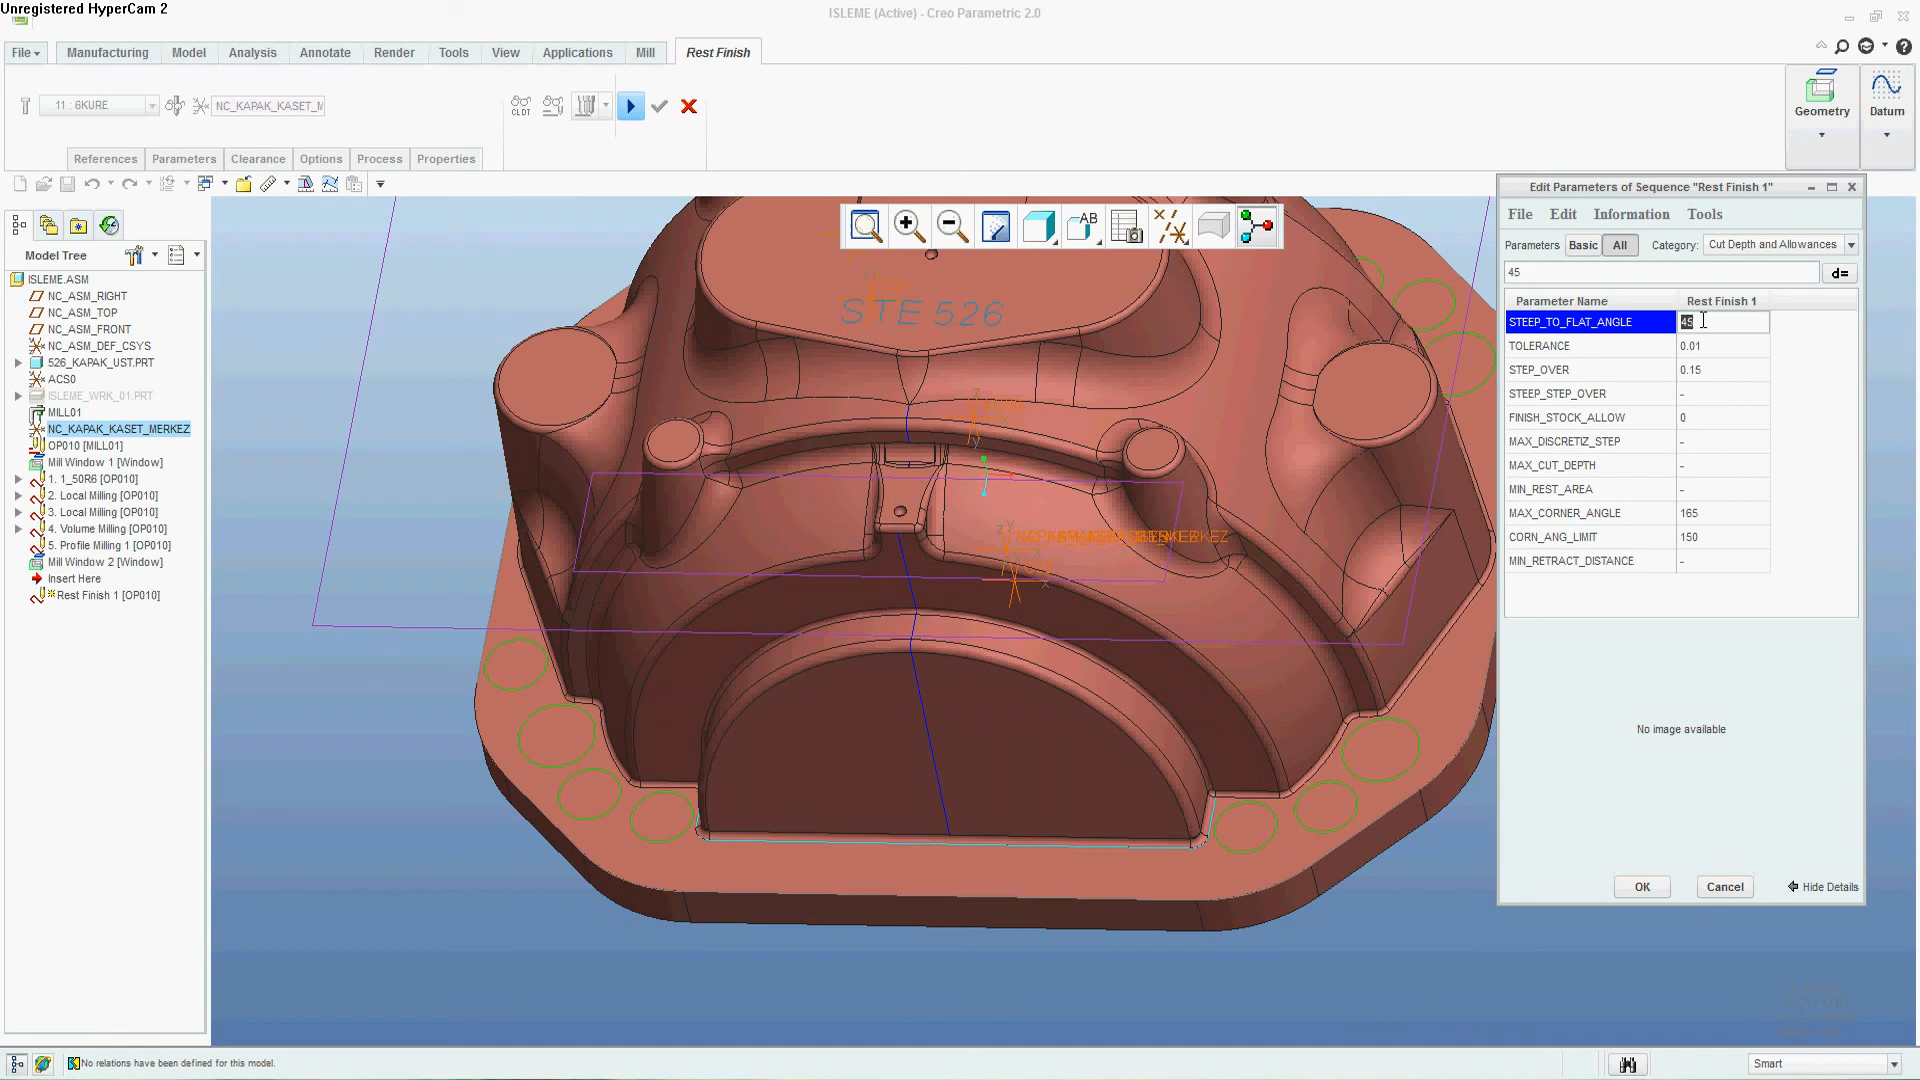 Unregistered HyperCam 2
ISLEME (Active) - Creo Parametric 2.0
File
Manufacturing
Model
Analysis
Annotate
Render
Tools
View
Applications
Mill
Rest Finish
11 : 6KURE
NC_KAPAK_KASET_M
CLDT
Geometry
Datum
References
Parameters
Clearance
Options
Process
Properties
Model Tree
ISLEME.ASM
NC_ASM_RIGHT
NC_ASM_TOP
NC_ASM_FRONT
NC_ASM_DEF_CSYS
526_KAPAK_UST.PRT
ACS0
ISLEME_WRK_01.PRT
MILL01
NC_KAPAK_KASET_MERKEZ
OP010 [MILL01]
Mill Window 1 [Window]
1. 1_50R6 [OP010]
2. Local Milling [OP010]
3. Local Milling [OP010]
4. Volume Milling [OP010]
5. Profile Milling 1 [OP010]
Mill Window 2 [Window]
Insert Here
Rest Finish 1 [OP010]
AB
STE 526
Edit Parameters of Sequence "Rest Finish 1"
File Edit Information Tools
Parameters Basic All Category: Cut Depth and Allowances
45
d=
Parameter Name Rest Finish 1
STEEP_TO_FLAT_ANGLE 45
TOLERANCE 0.01
STEP_OVER 0.15
STEEP_STEP_OVER -
FINISH_STOCK_ALLOW 0
MAX_DISCRETIZ_STEP -
MAX_CUT_DEPTH -
MIN_REST_AREA -
MAX_CORNER_ANGLE 165
CORN_ANG_LIMIT 150
MIN_RETRACT_DISTANCE -
No image available
OK Cancel Hide Details
No relations have been defined for this model.
Smart